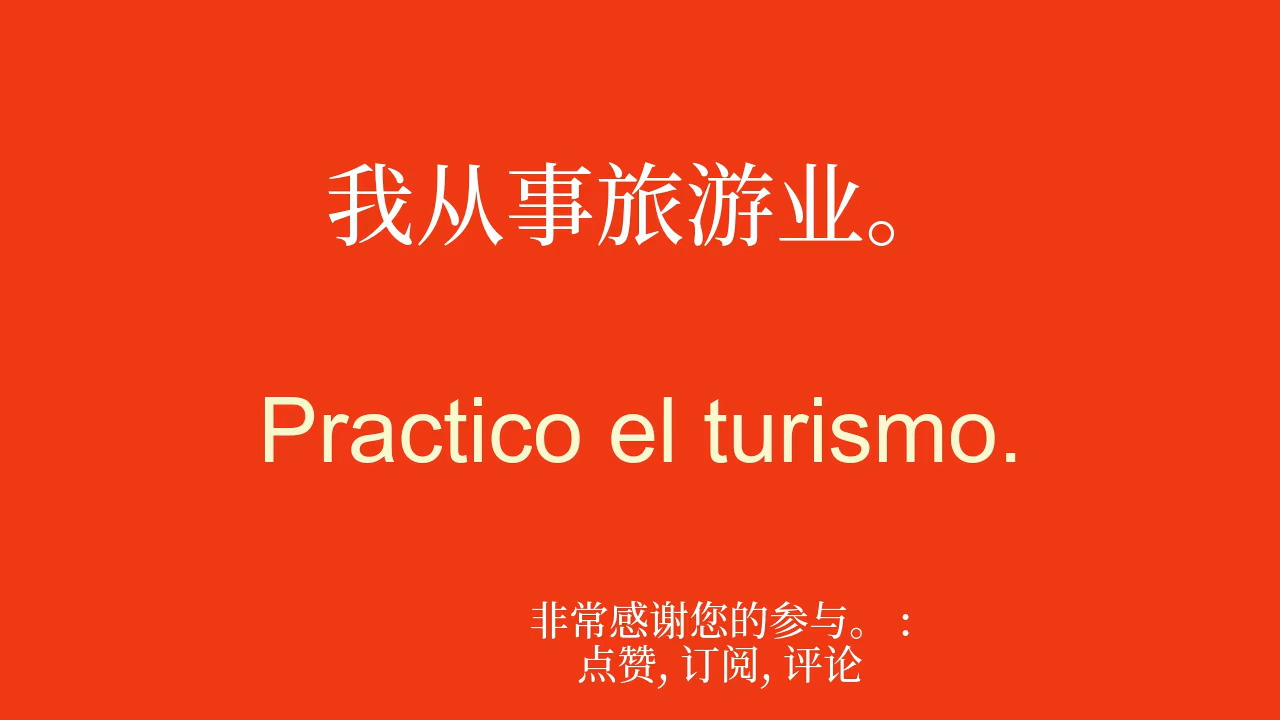 我从事旅游业。
Practico el turismo.
非常感谢您的参与。 :
点赞, 订阅, 评论